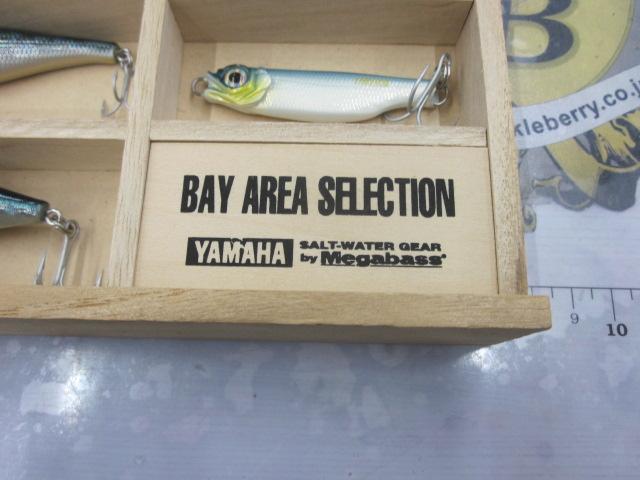 B
kleberry.co.j
BAY AREA SELECTION
YAMAHA SALT-WATER GEAR
by Megabass
9 10